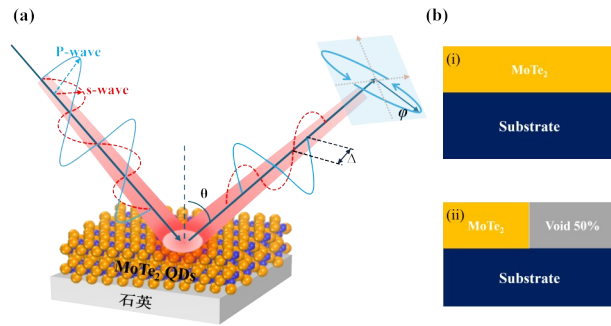 (a)
P-wave
s-wave
φ
Δ
θ
MoTe₂ QDs
石英
(b)
(i)
MoTe₂
Substrate
(ii)
MoTe₂
Void 50%
Substrate